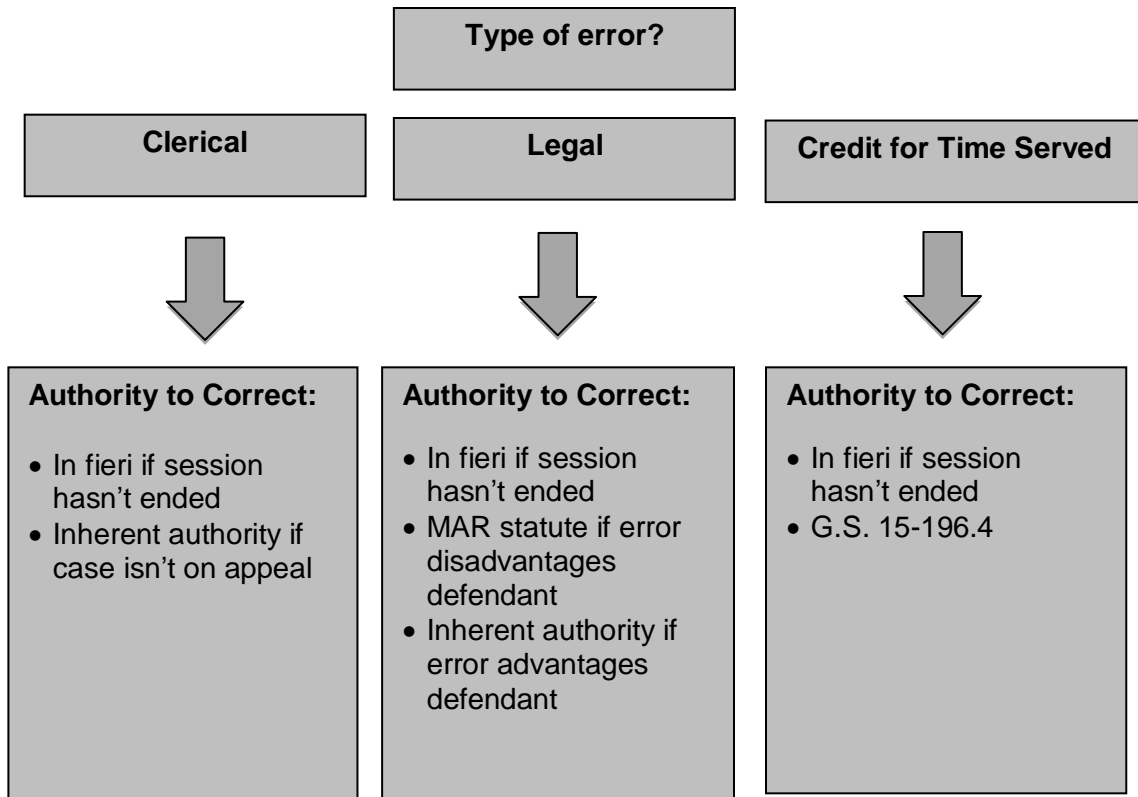 Type of error?
Clerical
Legal
Credit for Time Served
Authority to Correct:
• In fieri if session
hasn't ended
• Inherent authority if
case isn't on appeal
Authority to Correct:
• In fieri if session
hasn't ended
• MAR statute if error
disadvantages
defendant
• Inherent authority if
error advantages
defendant
Authority to Correct:
• In fieri if session
hasn't ended
• G.S. 15-196.4